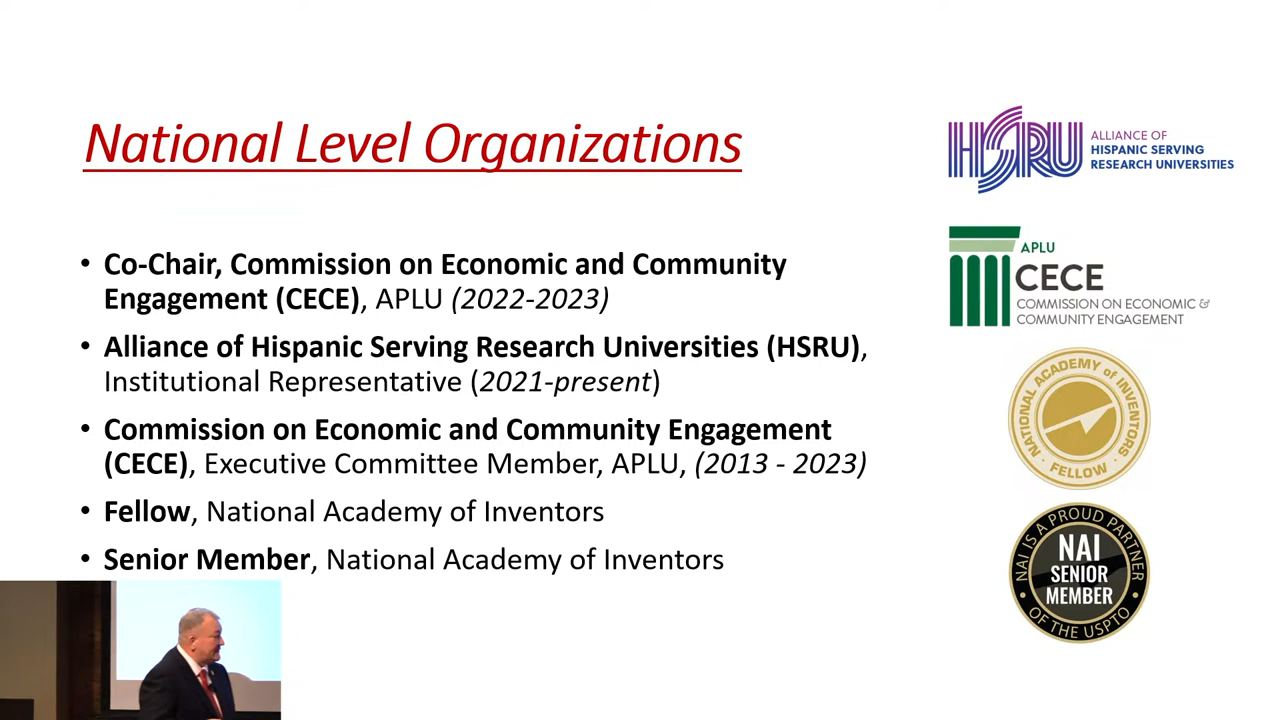 National Level Organizations
• Co-Chair, Commission on Economic and Community
Engagement (CECE), APLU (2022-2023)
• Alliance of Hispanic Serving Research Universities (HSRU),
Institutional Representative (2021-present)
• Commission on Economic and Community Engagement
(CECE), Executive Committee Member, APLU, (2013 - 2023)
• Fellow, National Academy of Inventors
• Senior Member, National Academy of Inventors
HSRU
ALLIANCE OF
HISPANIC SERVING
RESEARCH UNIVERSITIES
APLU
CECE
COMMISSION ON ECONOMIC &
COMMUNITY ENGAGEMENT
NATIONAL ACADEMY of INVENTORS
· FELLOW ·
NAI IS A PROUD PARTNER
NAI
SENIOR
MEMBER
• OF THE USPTO •